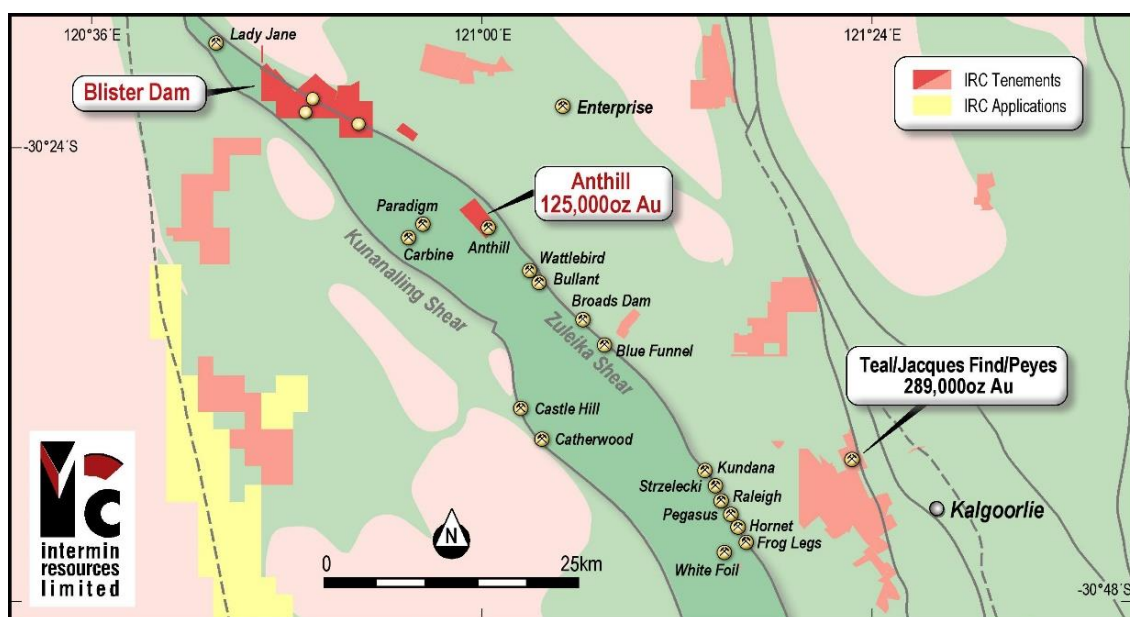 120°36´E
121°00´E
121°24´E
Lady Jane
Blister Dam
Enterprise
IRC Tenements
IRC Applications
-30°24´S
Anthill
125,000oz Au
Paradigm
Carbine
Anthill
Wattlebird
Bullant
Kunanalling Shear
Zuleika Shear
Broads Dam
Blue Funnel
Teal/Jacques Find/Peyes
289,000oz Au
Castle Hill
Catherwood
Kundana
Strzelecki
Raleigh
Pegasus
Hornet
Frog Legs
White Foil
Kalgoorlie
intermin
resources
limited
N
0
25km
-30°48´S